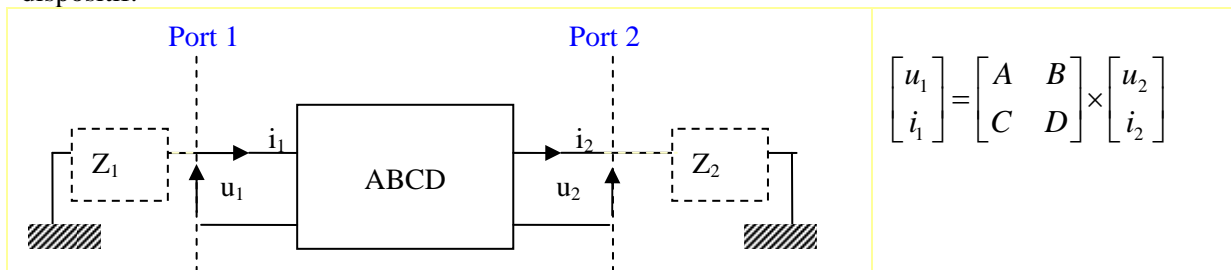 dispositif.
Port 1 Port 2
[u₁ i₁] = [A B C D] × [u₂ i₂]
i₁ i₂
Z₁ ABCD Z₂
u₁ u₂